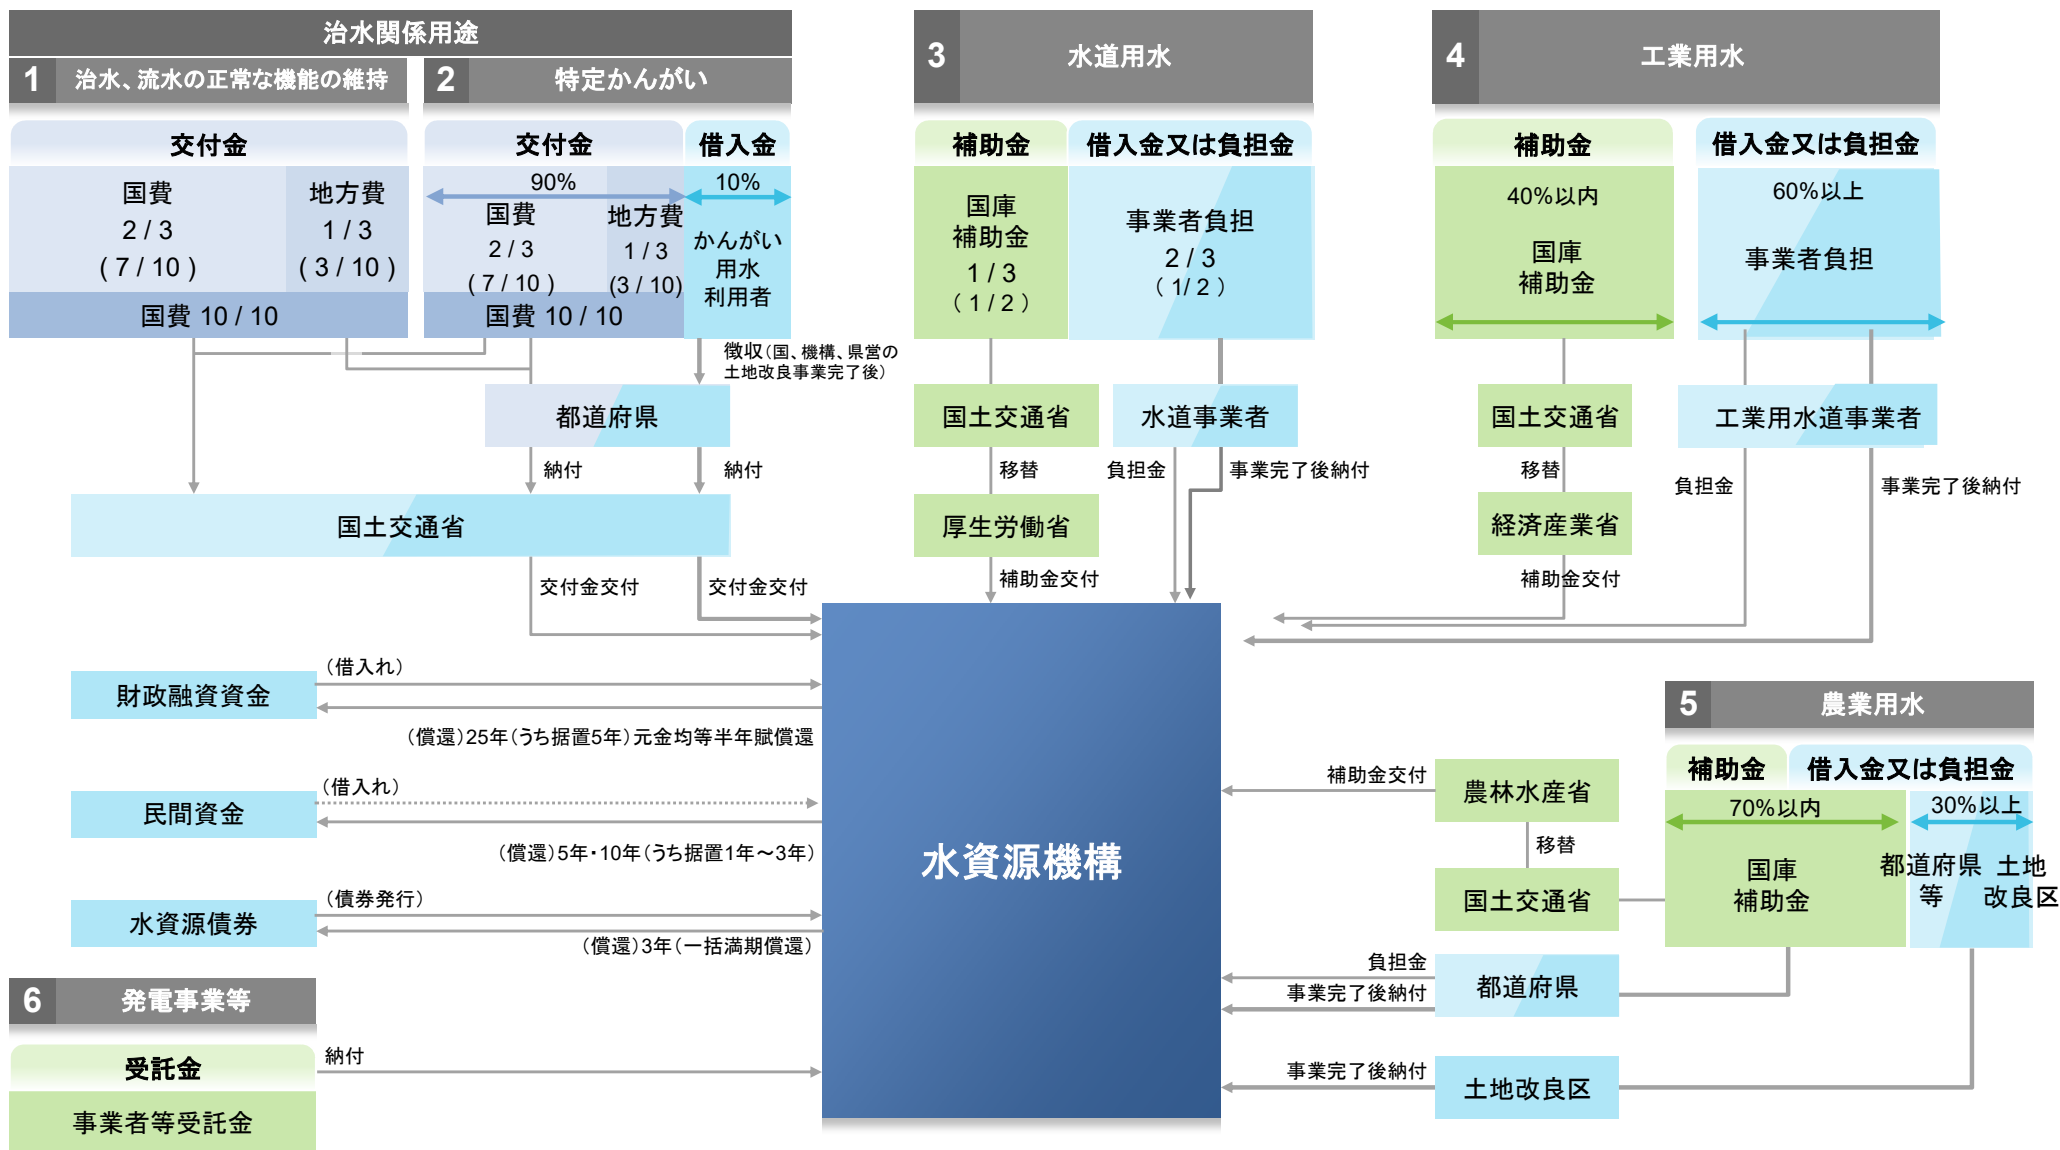 治水関係用途
1 治水、流水の正常な機能の維持
交付金
国費
2 / 3
( 7 / 10 )
地方費
1 / 3
( 3 / 10 )
国費 10 / 10
2 特定かんがい
交付金
借入金
90%
10%
国費
2 / 3
( 7 / 10 )
地方費
1 / 3
(3 / 10)
かんがい
用水
利用者
国費 10 / 10
徴収（国、機構、県営の
土地改良事業完了後）
都道府県
納付
納付
国土交通省
交付金交付
交付金交付
3 水道用水
補助金
借入金又は負担金
国庫
補助金
1 / 3
( 1 / 2 )
事業者負担
2 / 3
( 1/ 2 )
国土交通省
水道事業者
移替
負担金
事業完了後納付
厚生労働省
補助金交付
4 工業用水
補助金
借入金又は負担金
40%以内
国庫
補助金
60%以上
事業者負担
国土交通省
工業用水道事業者
移替
負担金
事業完了後納付
経済産業省
補助金交付
水資源機構
財政融資資金
（借入れ）
（償還）25年（うち据置5年）元金均等半年賦償還
民間資金
（借入れ）
（償還）5年・10年（うち据置1年～3年）
水資源債券
（債券発行）
（償還）3年（一括満期償還）
5 農業用水
補助金
借入金又は負担金
70%以内
30%以上
国庫
補助金
都道府県
等
土地
改良区
補助金交付
農林水産省
移替
国土交通省
負担金
事業完了後納付
都道府県
事業完了後納付
土地改良区
6 発電事業等
受託金
事業者等受託金
納付